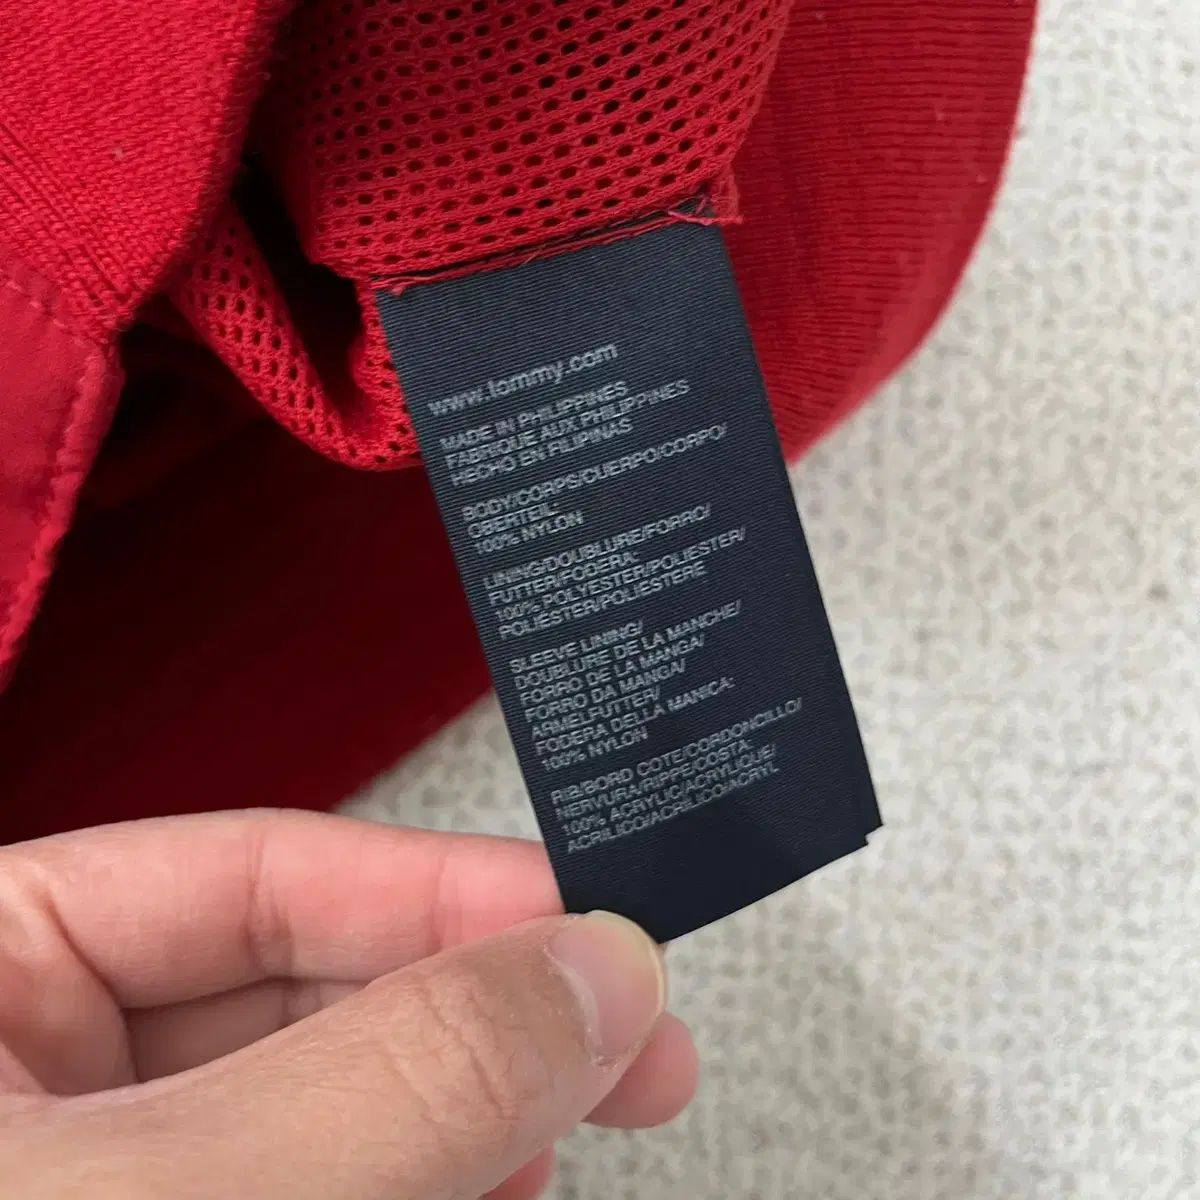 www.tommy.com
MADE IN PHILIPPINES
FABRIQUE AUX PHILIPPINES
HECHO EN FILIPINAS
BODY/CORPS/CUERPO/CORPO/
OBERTEIL:
100% NYLON
LINING/DOUBLURE/FORRO/
FUTTER/FODERA:
100% POLYESTER/POLIESTER/
POLIESTER/POLIESTERE
SLEEVE LINING/
DOUBLURE DE LA MANCHE/
FORRO DE LA MANGA/
FORRO DA MANGA/
ARMELFUTTER/
FODERA DELLA MANICA:
100% NYLON
RIB/BORD COTE/CORDONCILLO/
NERVURA/RIPPE/COSTA:
100% ACRYLIC/ACRYLIQUE/
ACRILICO/ACRILICO/ACRYL